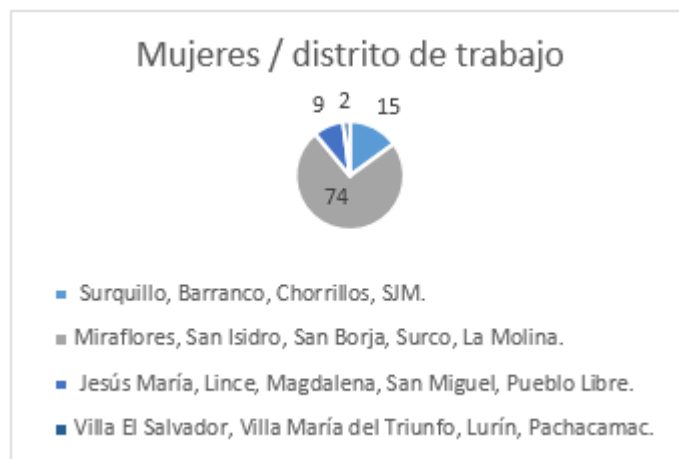 Mujeres / distrito de trabajo
9 2 15
74
Surquillo, Barranco, Chorrillos, SJM.
Miraflores, San Isidro, San Borja, Surco, La Molina.
Jesús María, Lince, Magdalena, San Miguel, Pueblo Libre.
Villa El Salvador, Villa María del Triunfo, Lurín, Pachacamac.